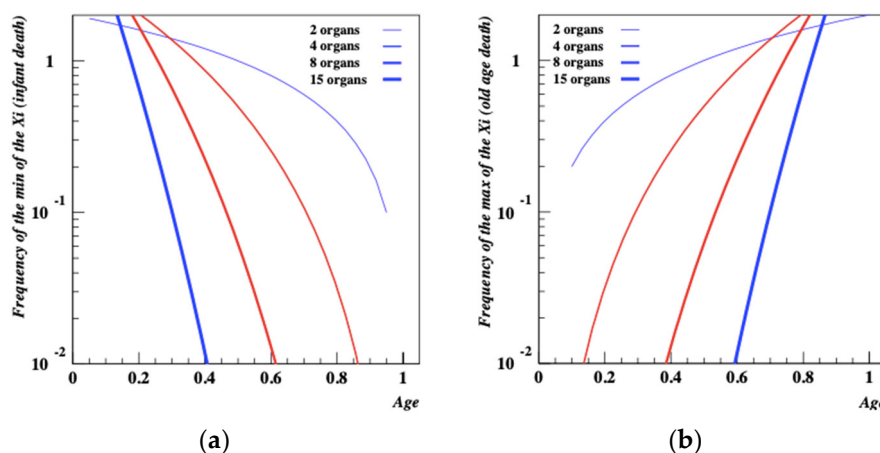 Frequency of the min of the Xi (infant death)
2 organs
4 organs
8 organs
15 organs
1
10 -1
10 -2
0 0.2 0.4 0.6 0.8 1
Age
(a)
Frequency of the max of the Xi (old age death)
2 organs
4 organs
8 organs
15 organs
1
10 -1
10 -2
0 0.2 0.4 0.6 0.8 1
Age
(b)